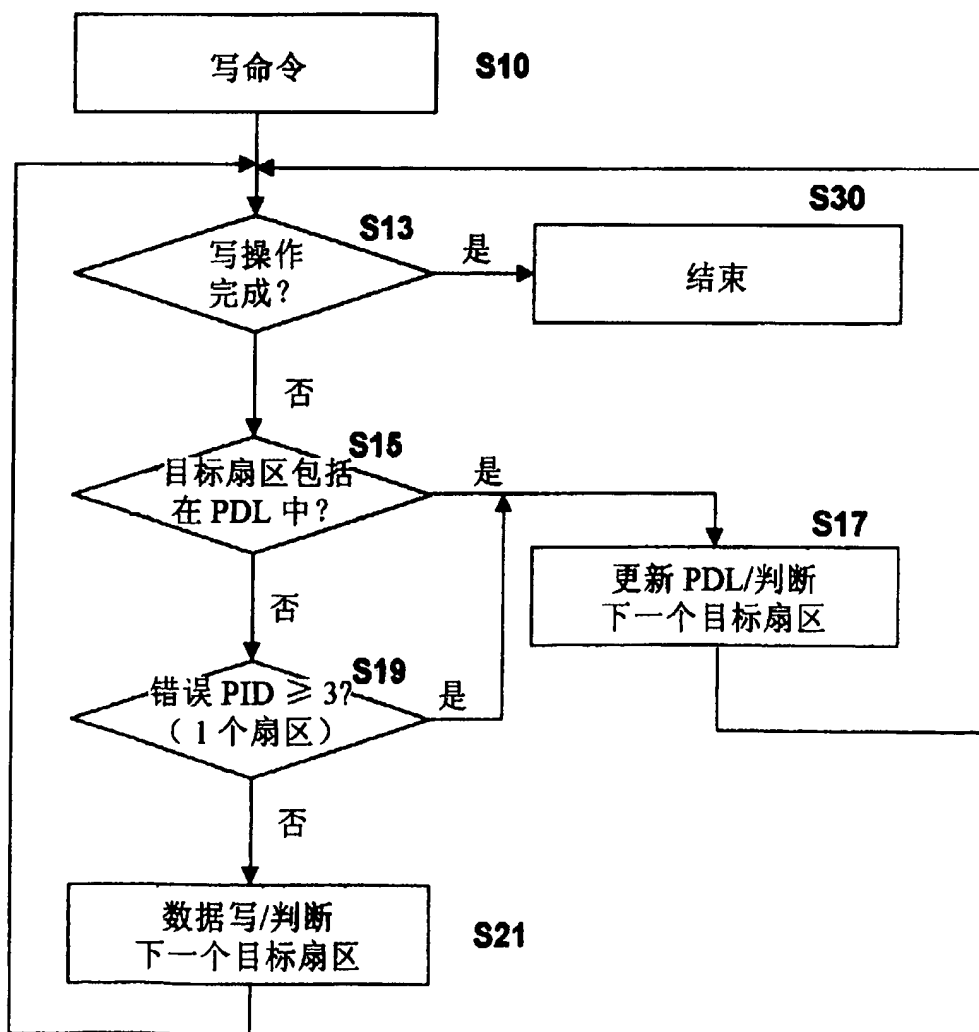 写命令
S10
S13
写操作
完成?
是
S30
结束
否
S15
目标扇区包括
在 PDL 中?
是
S17
更新 PDL/判断
下一个目标扇区
否
S19
错误 PID ≥ 3?
( 1 个扇区)
是
否
数据写/判断
下一个目标扇区
S21